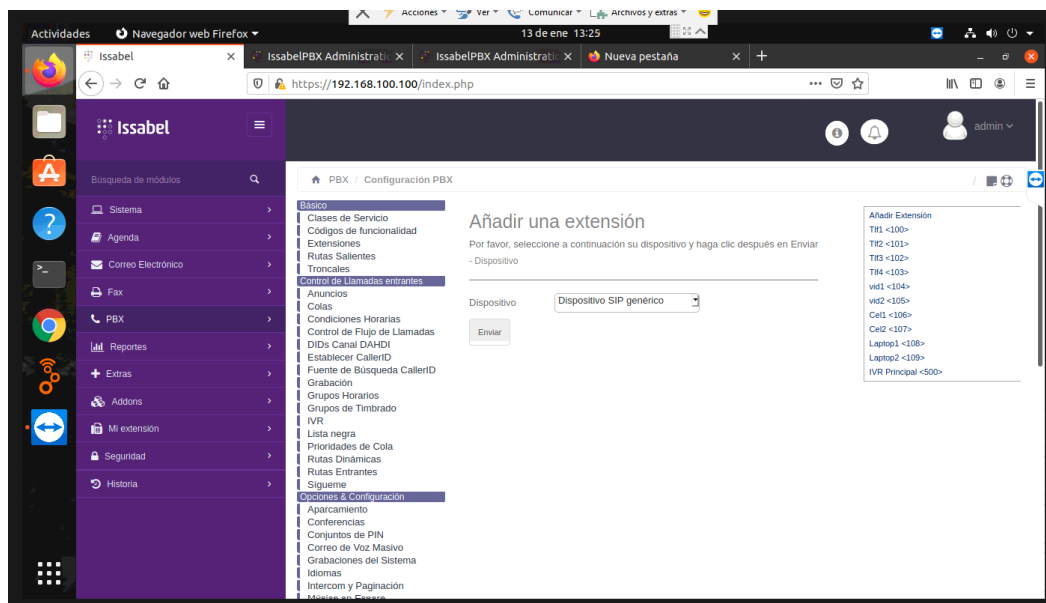 Acciones Ver Comunicar Archivos y extras
Actividades Navegador web Firefox 13 de ene 13:25
Issabel IssabelPBX Administratic IssabelPBX Administratic Nueva pestaña
https://192.168.100.100/index.php
Issabel
admin
Búsqueda de módulos
PBX / Configuración PBX
Sistema
Agenda
Correo Electrónico
Fax
PBX
Reportes
Extras
Addons
Mi extensión
Seguridad
Historia
Básico
Clases de Servicio
Códigos de funcionalidad
Extensiones
Rutas Salientes
Troncales
Control de Llamadas entrantes
Anuncios
Colas
Condiciones Horarias
Control de Flujo de Llamadas
DIDs Canal DAHDI
Establecer CallerID
Fuente de Búsqueda CallerID
Grabación
Grupos Horarios
Grupos de Timbrado
IVR
Lista negra
Prioridades de Cola
Rutas Dinámicas
Rutas Entrantes
Sígueme
Opciones & Configuración
Aparcamiento
Conferencias
Conjuntos de PIN
Correo de Voz Masivo
Grabaciones del Sistema
Idiomas
Intercom y Paginación
Música en Espera
Añadir una extensión
Por favor, seleccione a continuación su dispositivo y haga clic después en Enviar
- Dispositivo
Dispositivo Dispositivo SIP genérico
Enviar
Añadir Extensión
Tlf1 <100>
Tlf2 <101>
Tlf3 <102>
Tlf4 <103>
vid1 <104>
vid2 <105>
Cel1 <106>
Cel2 <107>
Laptop1 <108>
Laptop2 <109>
IVR Principal <500>